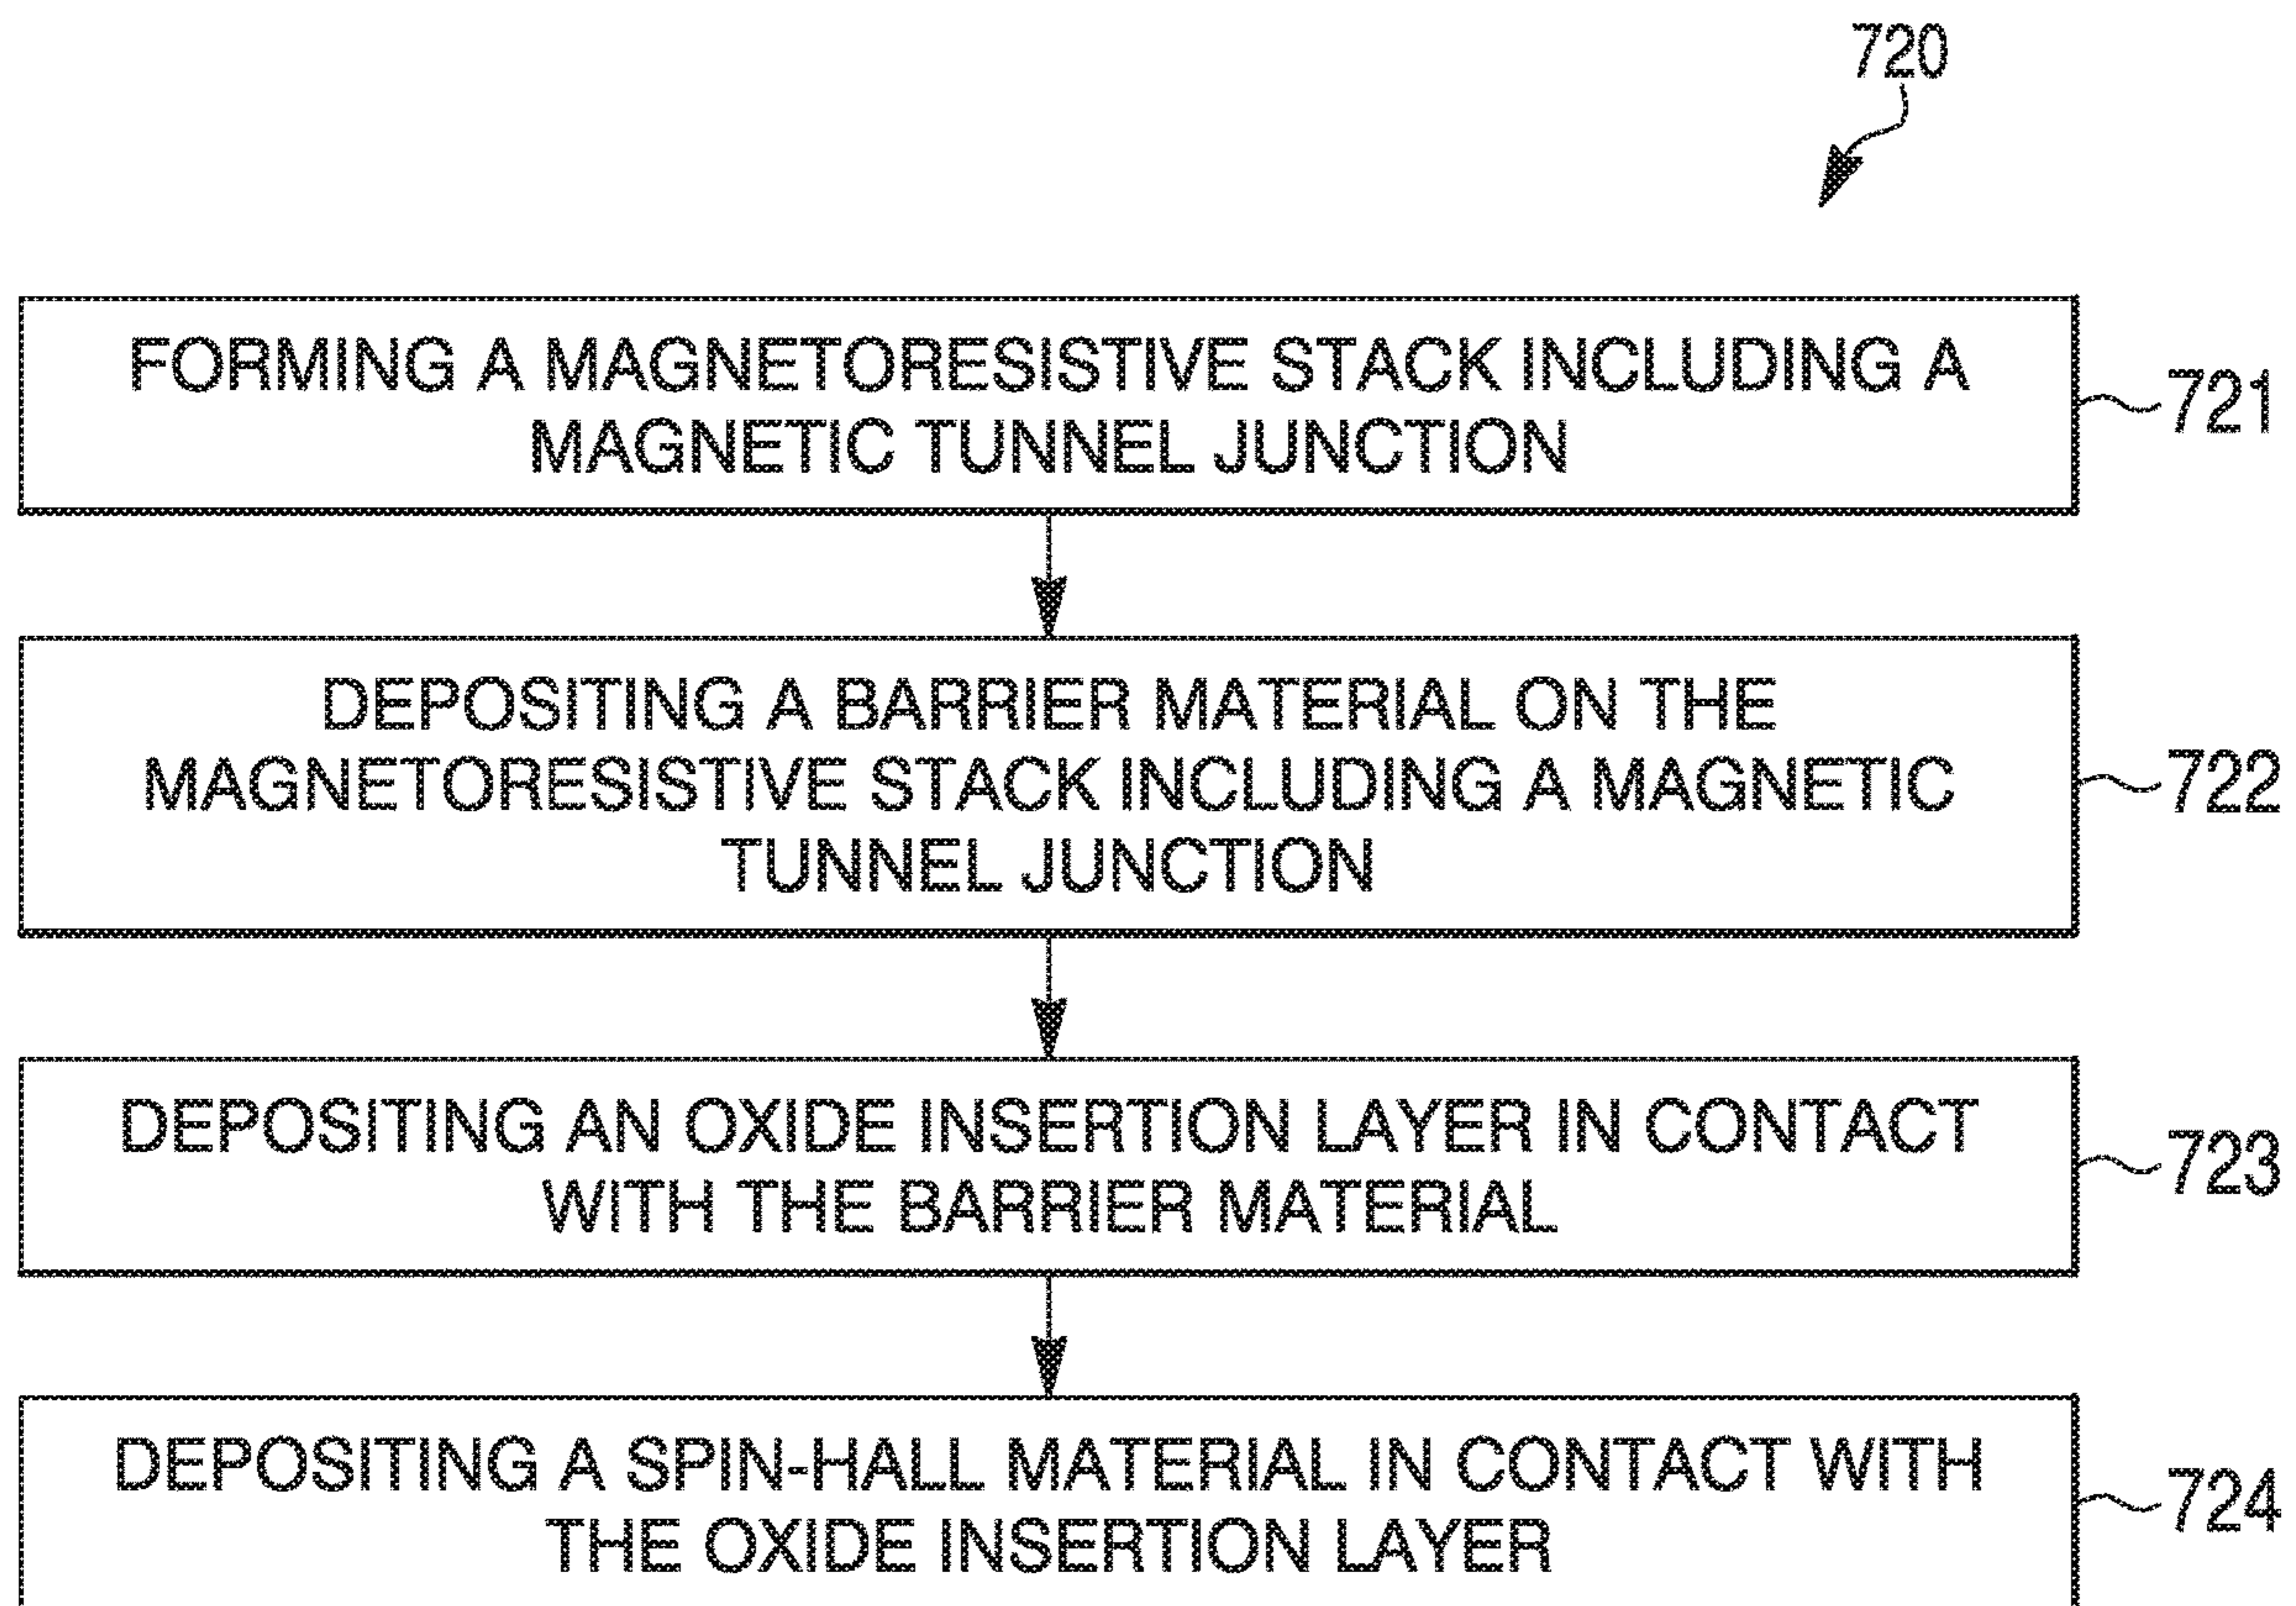 720
FORMING A MAGNETORESISTIVE STACK INCLUDING A
MAGNETIC TUNNEL JUNCTION
721
DEPOSITING A BARRIER MATERIAL ON THE
MAGNETORESISTIVE STACK INCLUDING A MAGNETIC
TUNNEL JUNCTION
722
DEPOSITING AN OXIDE INSERTION LAYER IN CONTACT
WITH THE BARRIER MATERIAL
723
DEPOSITING A SPIN-HALL MATERIAL IN CONTACT WITH
THE OXIDE INSERTION LAYER
724